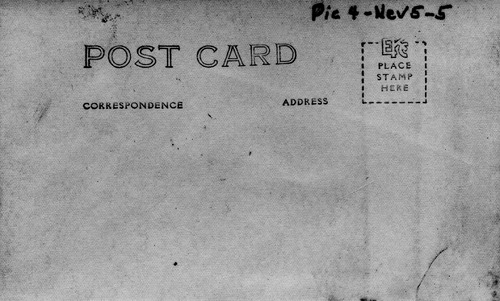 Pic 4-Nev5-5
POST CARD
EKC
PLACE
STAMP
HERE
CORRESPONDENCE
ADDRESS